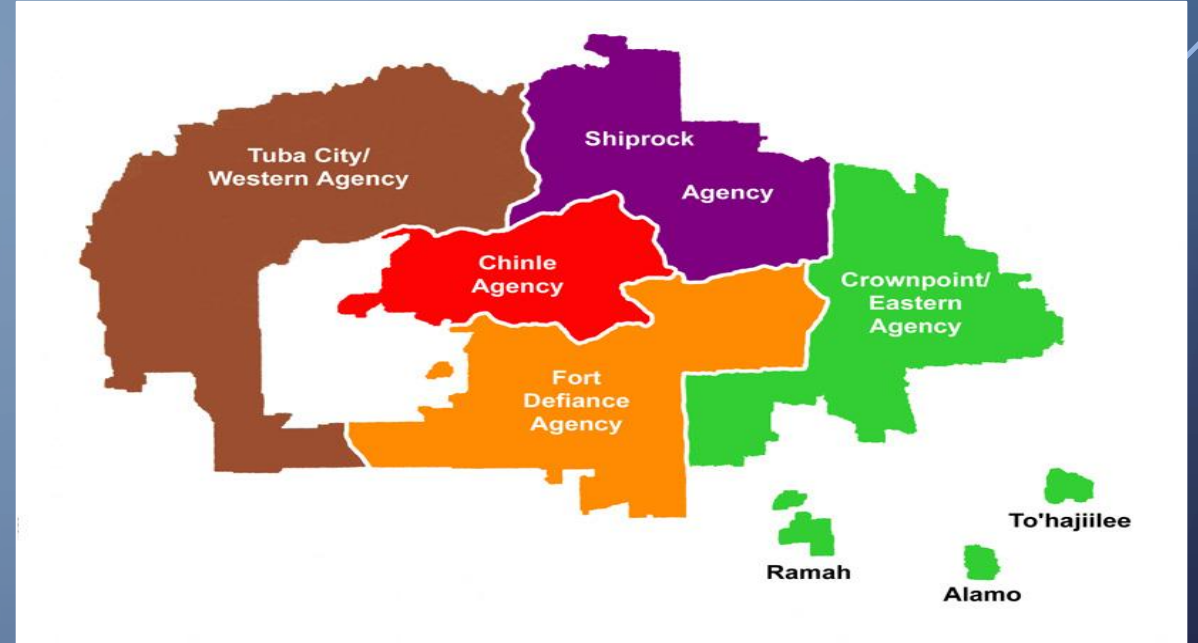 Tuba City/
Western Agency
Shiprock
Agency
Chinle
Agency
Crownpoint/
Eastern
Agency
Fort
Defiance
Agency
To'hajiilee
Ramah
Alamo